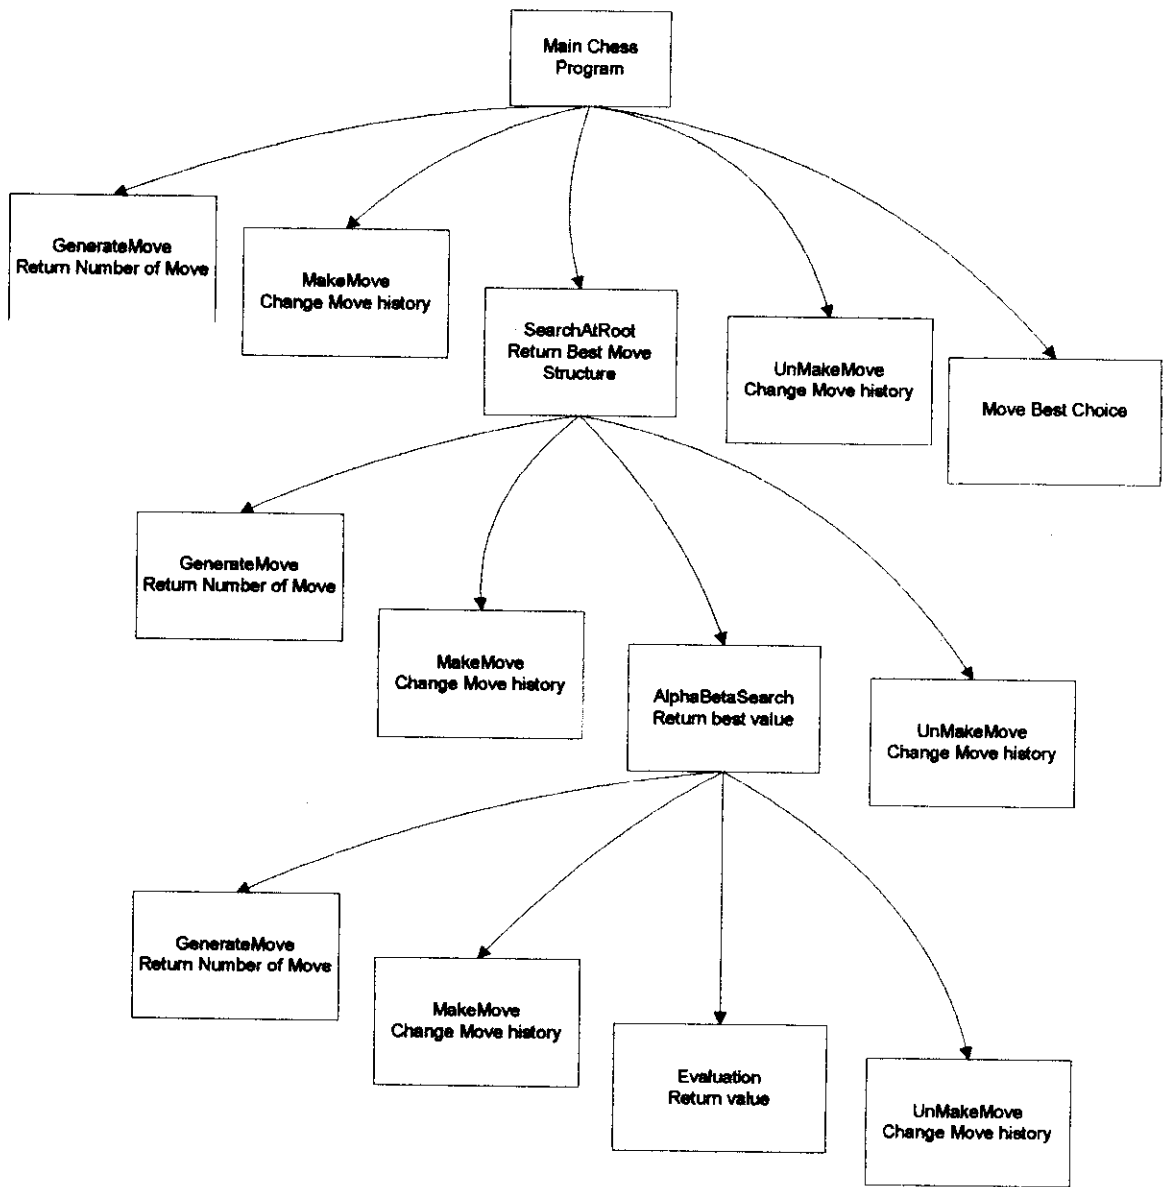 Main Chess
Program
GenerateMove
Return Number of Move
MakeMove
Change Move history
SearchAtRoot
Return Best Move
Structure
UnMakeMove
Change Move history
Move Best Choice
GenerateMove
Return Number of Move
MakeMove
Change Move history
AlphaBetaSearch
Return best value
UnMakeMove
Change Move history
GenerateMove
Return Number of Move
MakeMove
Change Move history
Evaluation
Return value
UnMakeMove
Change Move history